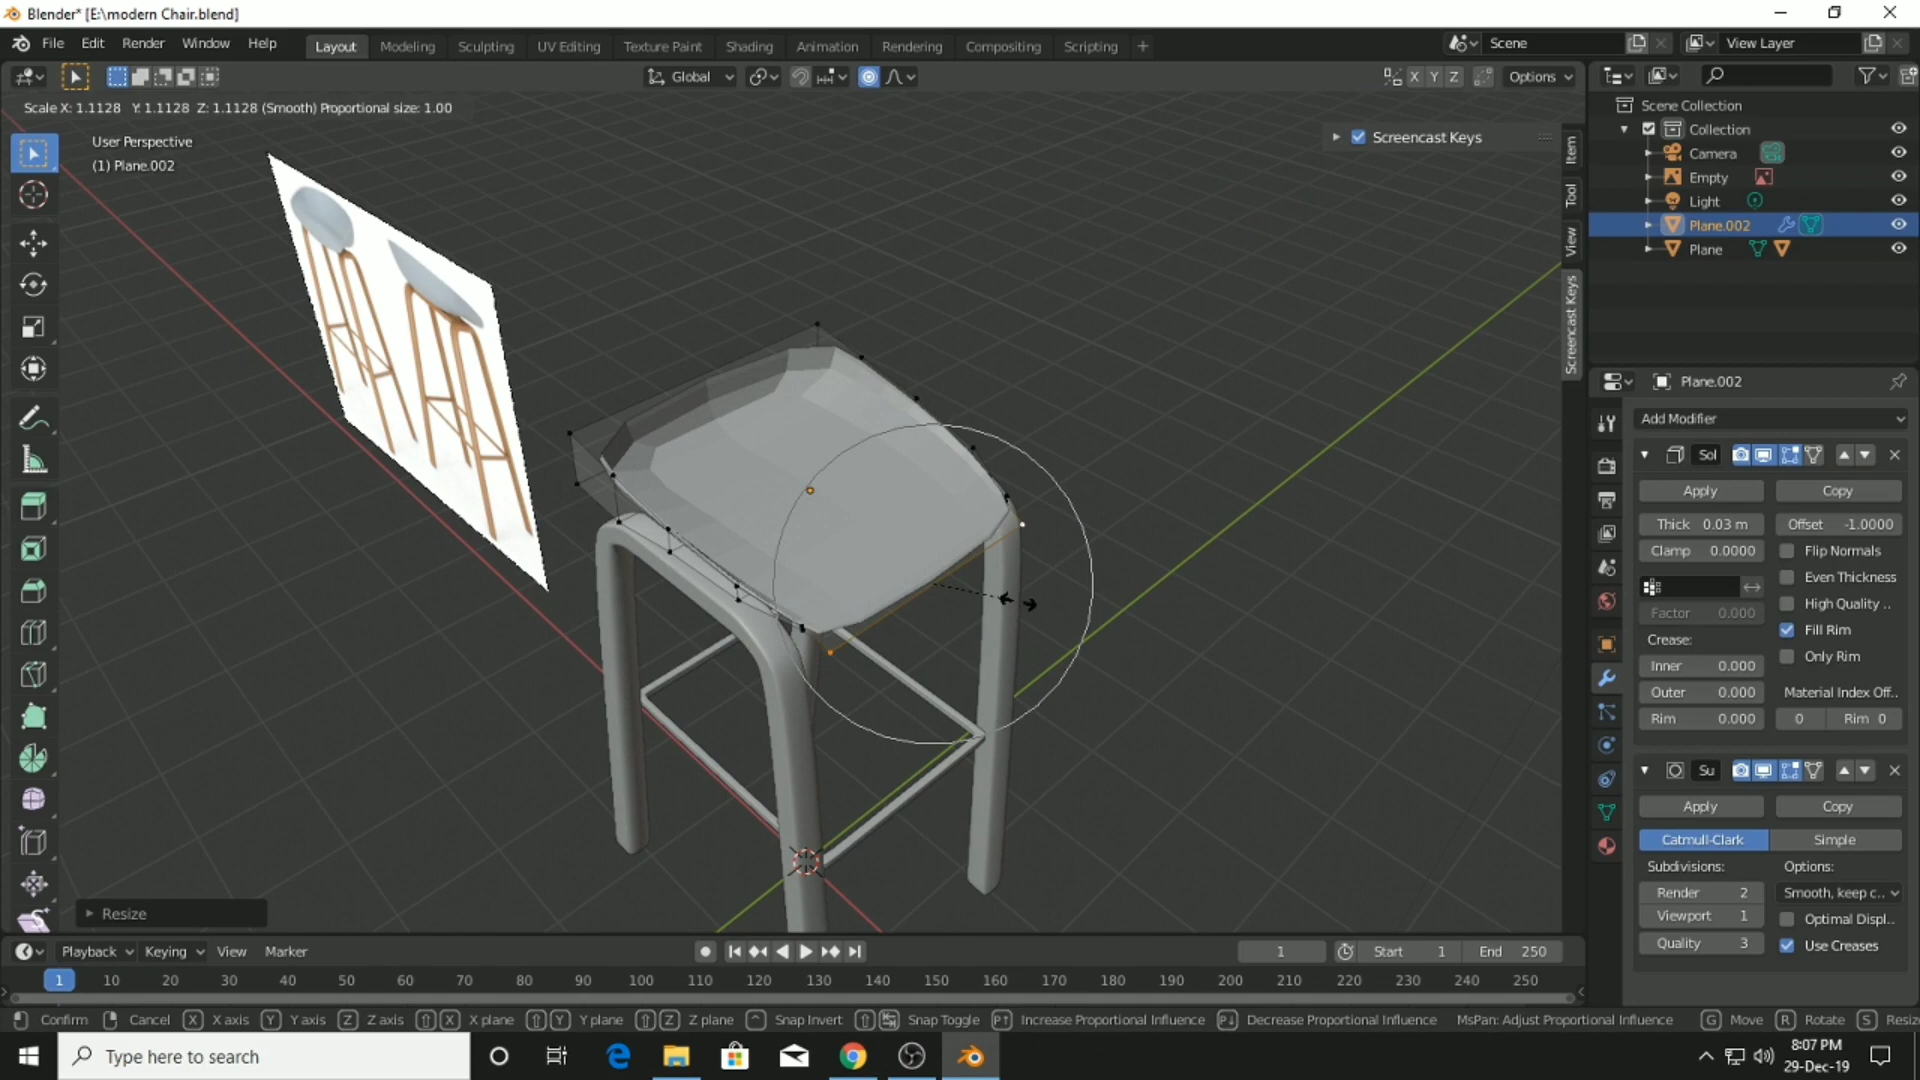 Blender* [E:\modern Chair.blend]
File Edit Render Window Help
Layout Modeling Sculpting UV Editing Texture Paint Shading Animation Rendering Compositing Scripting +
Scene
View Layer
Global
X Y Z
Options
Scale X: 1.1128 Y: 1.1128 Z: 1.1128 (Smooth) Proportional size: 1.00
User Perspective
(1) Plane.002
Screencast Keys
Item
Tool
View
Screencast Keys
Scene Collection
Collection
Camera
Empty
Light
Plane.002
Plane
Plane.002
Add Modifier
Sol
Apply Copy
Thick 0.03 m Offset -1.0000
Clamp 0.0000 Flip Normals
Even Thickness
High Quality ..
Factor 0.000
Fill Rim
Crease:
Only Rim
Inner 0.000
Outer 0.000 Material Index Off..
Rim 0.000 0 Rim 0
Su
Apply Copy
Catmull-Clark Simple
Subdivisions: Options:
Render 2 Smooth, keep c..
Viewport 1 Optimal Displ..
Quality 3 Use Creases
Resize
Playback Keying View Marker
1 Start 1 End 250
1 10 20 30 40 50 60 70 80 90 100 110 120 130 140 150 160 170 180 190 200 210 220 230 240 250
Confirm Cancel X X axis Y Y axis Z Z axis X X plane Y Y plane Z Z plane Snap Invert Snap Toggle Increase Proportional Influence Decrease Proportional Influence MsPan: Adjust Proportional Influence G Move R Rotate S Resize
Type here to search
8:07 PM
29-Dec-19